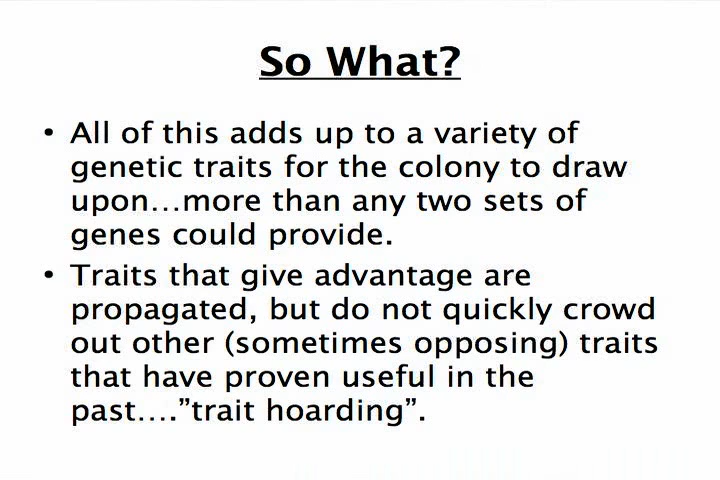 So What?
• All of this adds up to a variety of
genetic traits for the colony to draw
upon...more than any two sets of
genes could provide.
• Traits that give advantage are
propagated, but do not quickly crowd
out other (sometimes opposing) traits
that have proven useful in the
past....”trait hoarding”.